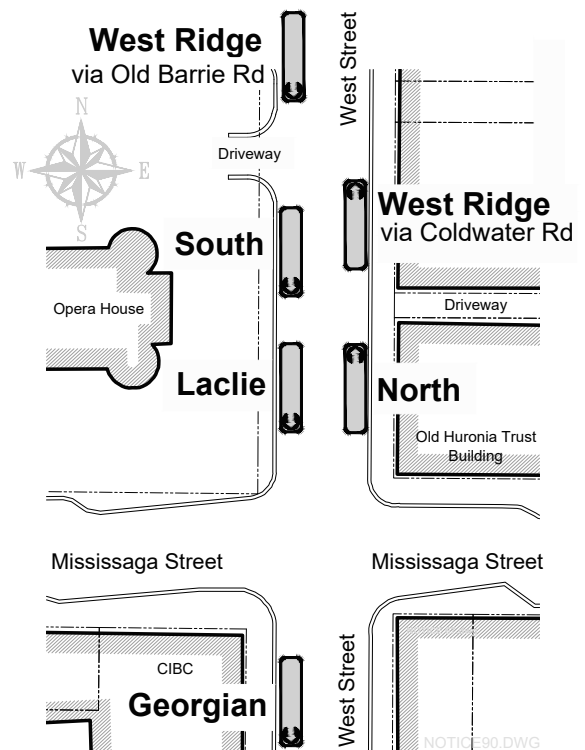 West Ridge
via Old Barrie Rd
West Street
N
W
E
S
Driveway
West Ridge
via Coldwater Rd
South
Opera House
Driveway
Laclie
North
Old Huronia Trust
Building
Mississaga Street
Mississaga Street
CIBC
Georgian
West Street
NOTICE90.DWG